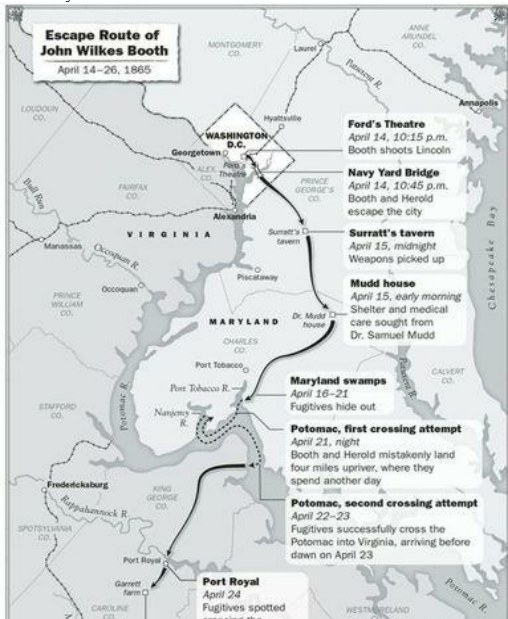 Escape Route of
John Wilkes Booth
April 14–26, 1865
MONTGOMERY
CO.
Laurel
Patuxent R.
ANNE
ARUNDEL
CO.
LOUDOUN
CO.
Hyattsville
Annapolis
WASHINGTON
D.C.
Georgetown
Ford's
Theatre
ALEX.
CO.
Ford's Theatre
April 14, 10:15 p.m.
Booth shoots Lincoln
Navy Yard Bridge
April 14, 10:45 p.m.
Booth and Herold
escape the city
PRINCE
GEORGE'S
CO.
Bull Run
FAIRFAX
CO.
Alexandria
VIRGINIA
Manassas
Occoquan R.
Occoquan
Surratt's
tavern
Surratt's tavern
April 15, midnight
Weapons picked up
Chesapeake Bay
Piscataway
PRINCE
WILLIAM
CO.
MARYLAND
Dr. Mudd
house
Mudd house
April 15, early morning
Shelter and medical
care sought from
Dr. Samuel Mudd
CHARLES
CO.
Port Tobacco
Patuxent R.
CALVERT
CO.
Potomac R.
Port Tobacco R.
Nanjemoy
R.
STAFFORD
CO.
Maryland swamps
April 16–21
Fugitives hide out
Potomac, first crossing attempt
April 21, night
Booth and Herold mistakenly land
four miles upriver, where they
spend another day
Fredericksburg
KING
GEORGE
CO.
Rappahannock R.
SPOTSYLVANIA
CO.
Potomac, second crossing attempt
April 22–23
Fugitives successfully cross the
Potomac into Virginia, arriving before
dawn on April 23
Port Royal
Garrett
farm
Port Royal
April 24
Fugitives spotted
crossing the
CAROLINE
CO.
WESTMORELAND
CO.
Potomac R.